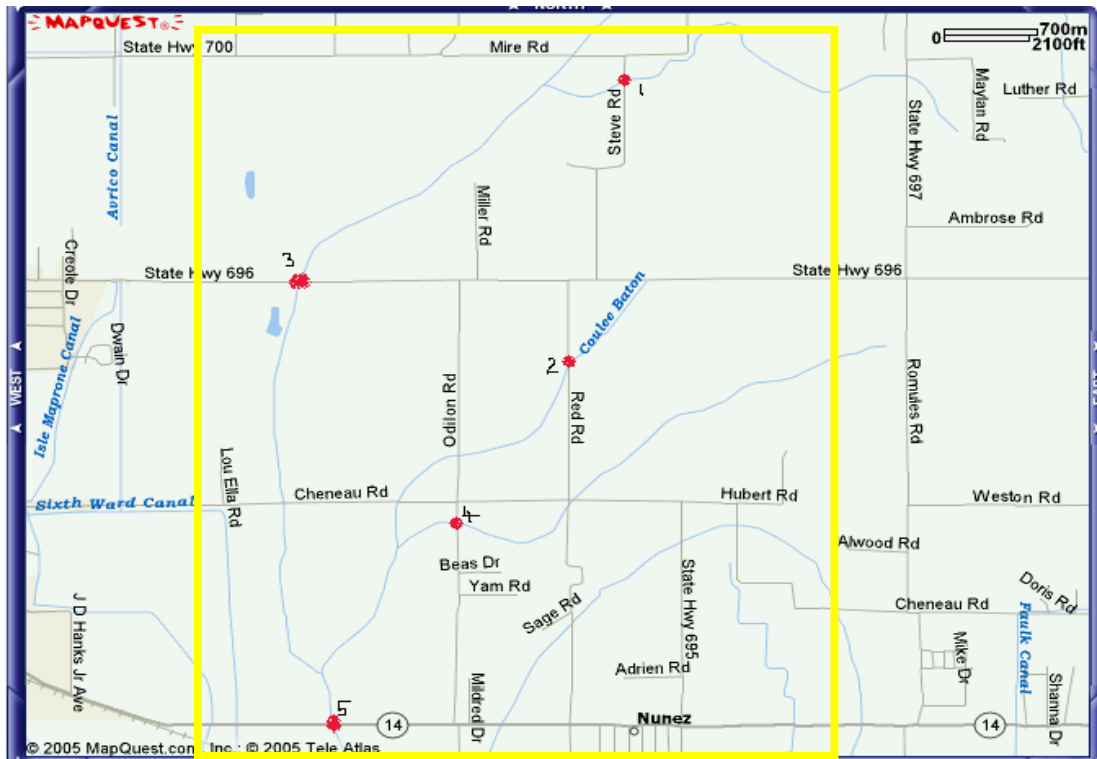 NORTH
MAPQUEST
State Hwy 700
Mire Rd
0 700m
2100ft
1
Steve Rd
Maylan Rd
Luther Rd
Avrico Canal
State Hwy 697
Miller Rd
Ambrose Rd
Creole Dr
3
State Hwy 696
State Hwy 696
Coulee Baton
Isle Maprone Canal
Dwain Dr
WEST
2
Odilon Rd
Red Rd
Romules Rd
Lou Ella Rd
Cheneau Rd
Hubert Rd
Weston Rd
Sixth Ward Canal
4
Alwood Rd
Beas Dr
Yam Rd
Sage Rd
State Hwy 695
Doris Rd
Cheneau Rd
J D Hanks Jr Ave
Faulk Canal
Mike Dr
Adrien Rd
Mildred Dr
Shanna Dr
5
14
Nunez
14
© 2005 MapQuest.com, Inc.; © 2005 Tele Atlas